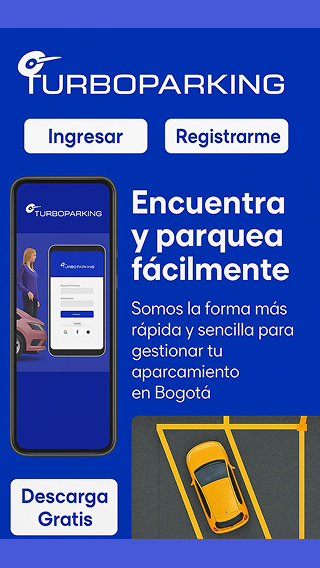 TURBOPARKING
Ingresar
Registrarme
TURBOPARKING
TURBOPARKING
Encuentra
y parquea
fácilmente
Somos la forma más
rápida y sencilla para
gestionar tu
aparcamiento
en Bogotá
Descarga
Gratis